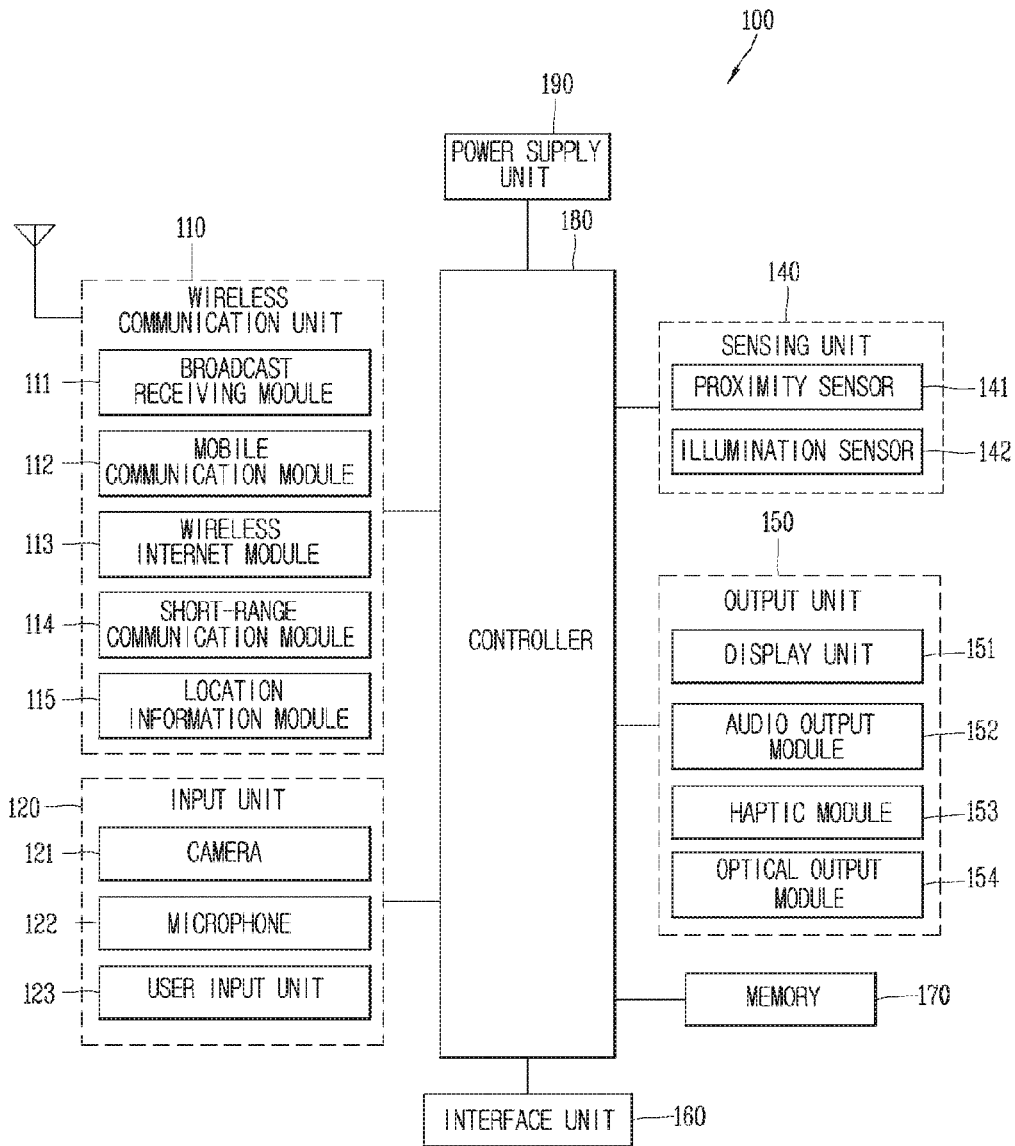 100
190
POWER SUPPLY
UNIT
110
180
WIRELESS
COMMUNICATION UNIT
111
BROADCAST
RECEIVING MODULE
112
MOBILE
COMMUNICATION MODULE
113
WIRELESS
INTERNET MODULE
114
SHORT-RANGE
COMMUNICATION MODULE
115
LOCATION
INFORMATION MODULE
120
INPUT UNIT
121
CAMERA
122
MICROPHONE
123
USER INPUT UNIT
CONTROLLER
140
SENSING UNIT
PROXIMITY SENSOR
141
ILLUMINATION SENSOR
142
150
OUTPUT UNIT
DISPLAY UNIT
151
AUDIO OUTPUT
MODULE
152
HAPTIC MODULE
153
OPTICAL OUTPUT
MODULE
154
MEMORY
170
INTERFACE UNIT
160